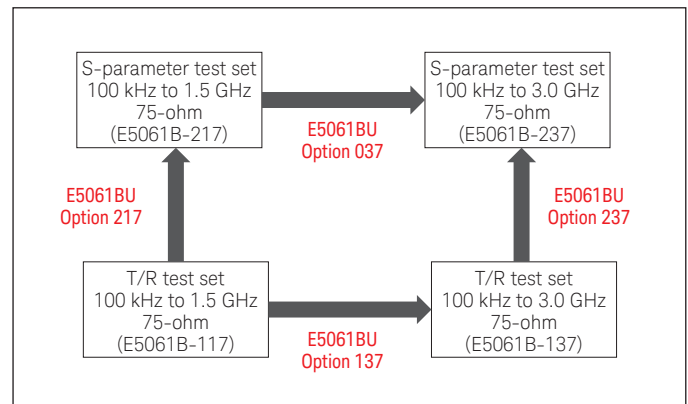 S-parameter test set
100 kHz to 1.5 GHz
75-ohm
(E5061B-217)
E5061BU
Option 037
S-parameter test set
100 kHz to 3.0 GHz
75-ohm
(E5061B-237)
E5061BU
Option 217
E5061BU
Option 237
T/R test set
100 kHz to 1.5 GHz
75-ohm
(E5061B-117)
E5061BU
Option 137
T/R test set
100 kHz to 3.0 GHz
75-ohm
(E5061B-137)